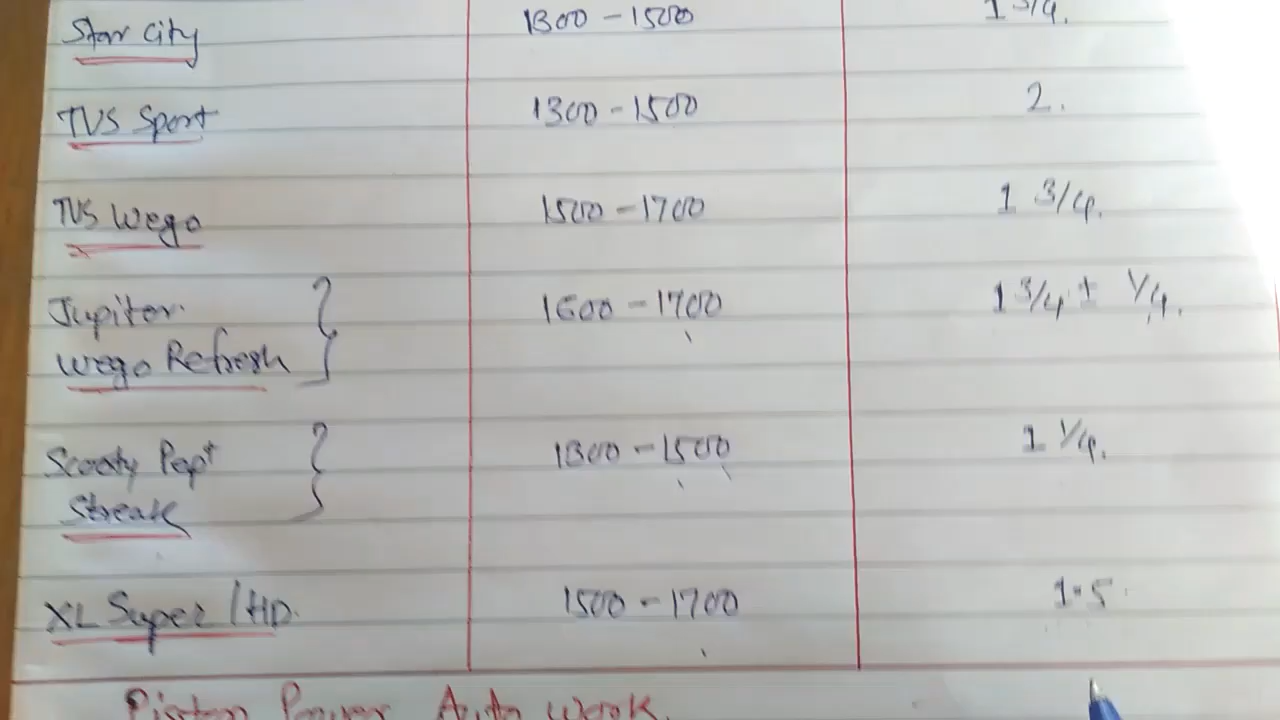 Star City 1300 - 1500 1 3/4.
TVS Sport 1300 - 1500 2.
TVS Wego 1500 - 1700 1 3/4.
Jupiter. 1600 - 1700 1 3/4 ± 1/4.
Wego Refresh
Scooty Pep+ 1300 - 1500 1 1/4.
Streak
XL Super / HD. 1500 - 1700 1.5
Piston Power Auto Work.